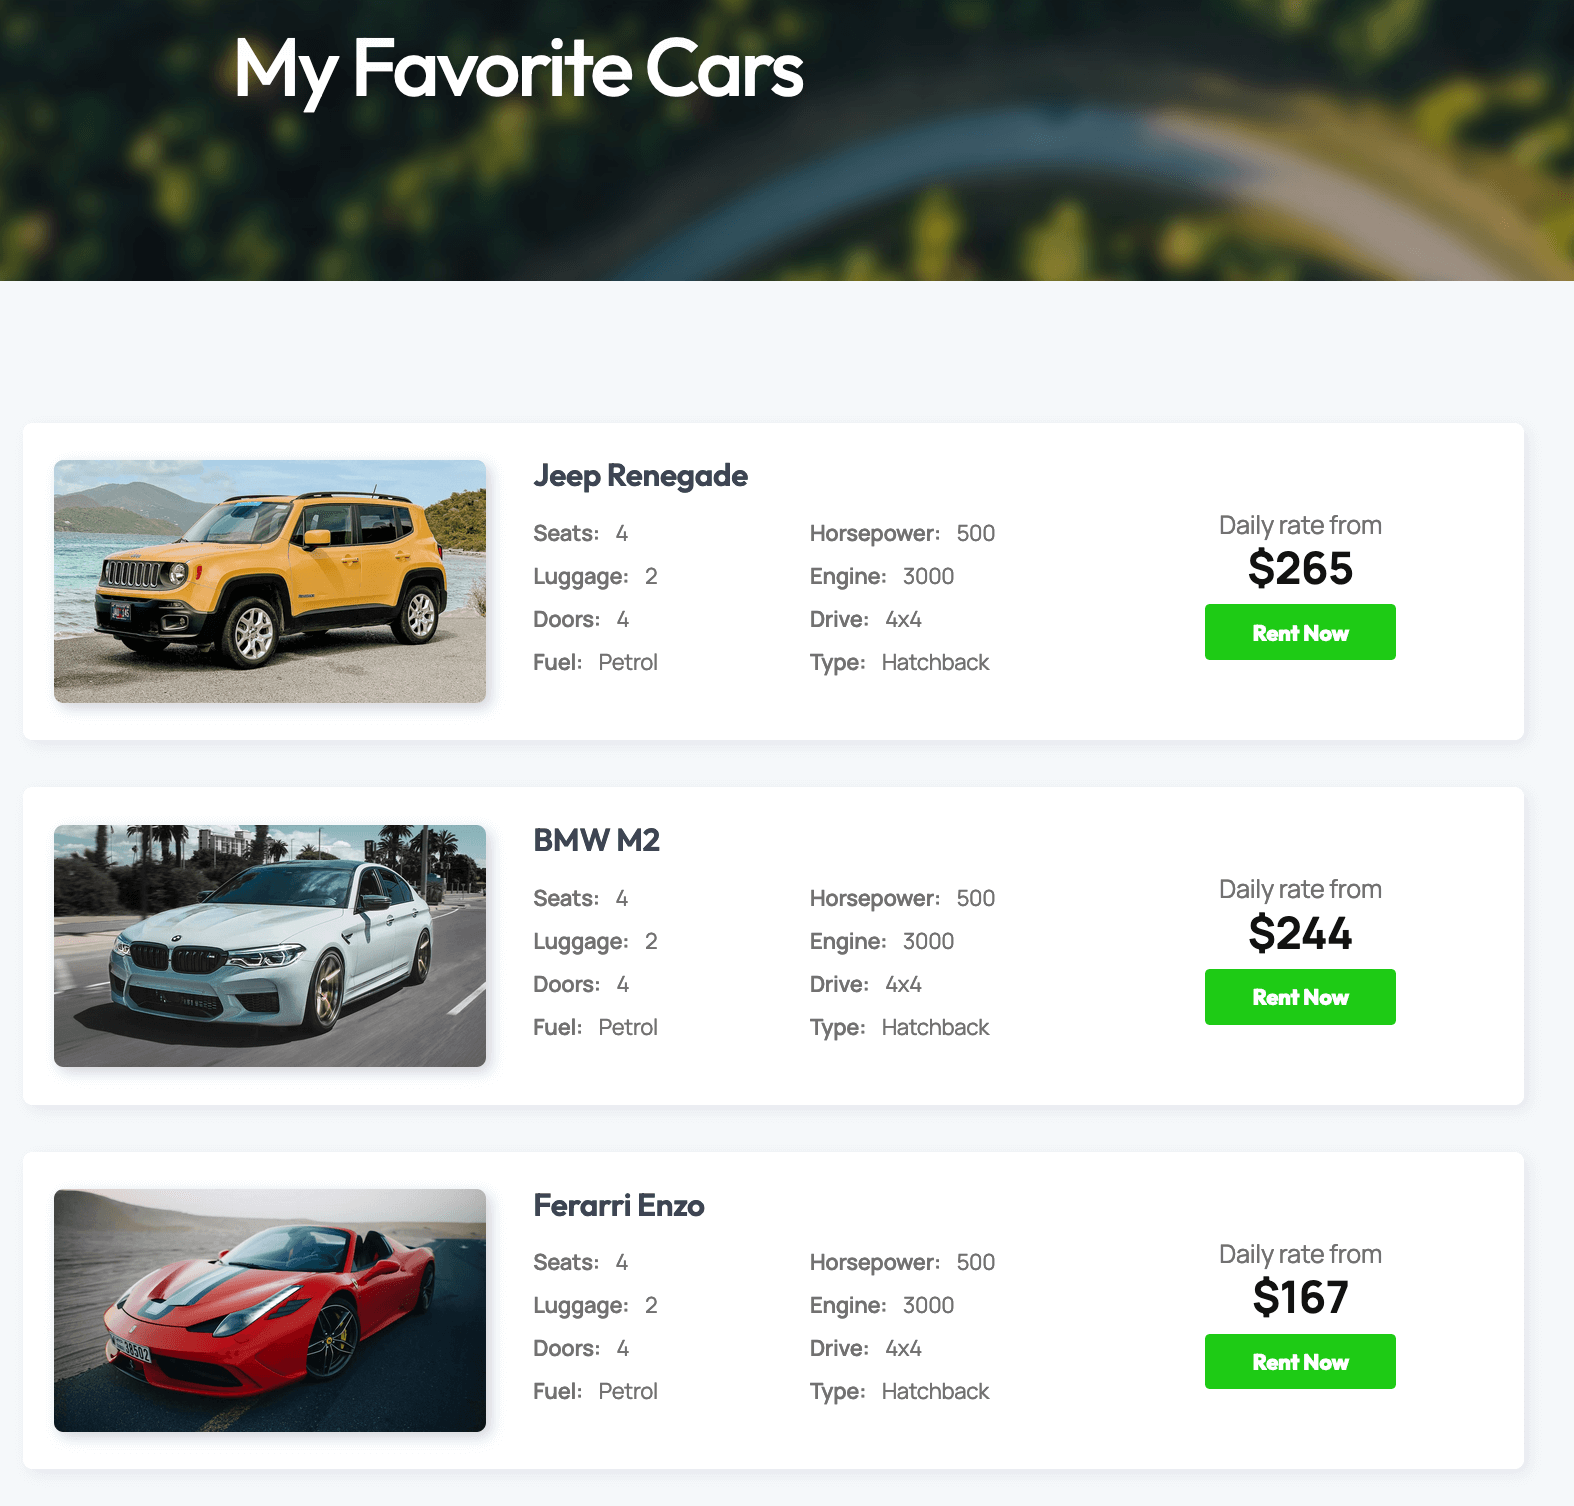 My Favorite Cars
Jeep Renegade
Seats: 4 Horsepower: 500
Luggage: 2 Engine: 3000
Doors: 4 Drive: 4x4
Fuel: Petrol Type: Hatchback
Daily rate from
$265
Rent Now
BMW M2
Seats: 4 Horsepower: 500
Luggage: 2 Engine: 3000
Doors: 4 Drive: 4x4
Fuel: Petrol Type: Hatchback
Daily rate from
$244
Rent Now
Ferarri Enzo
38502
Seats: 4 Horsepower: 500
Luggage: 2 Engine: 3000
Doors: 4 Drive: 4x4
Fuel: Petrol Type: Hatchback
Daily rate from
$167
Rent Now